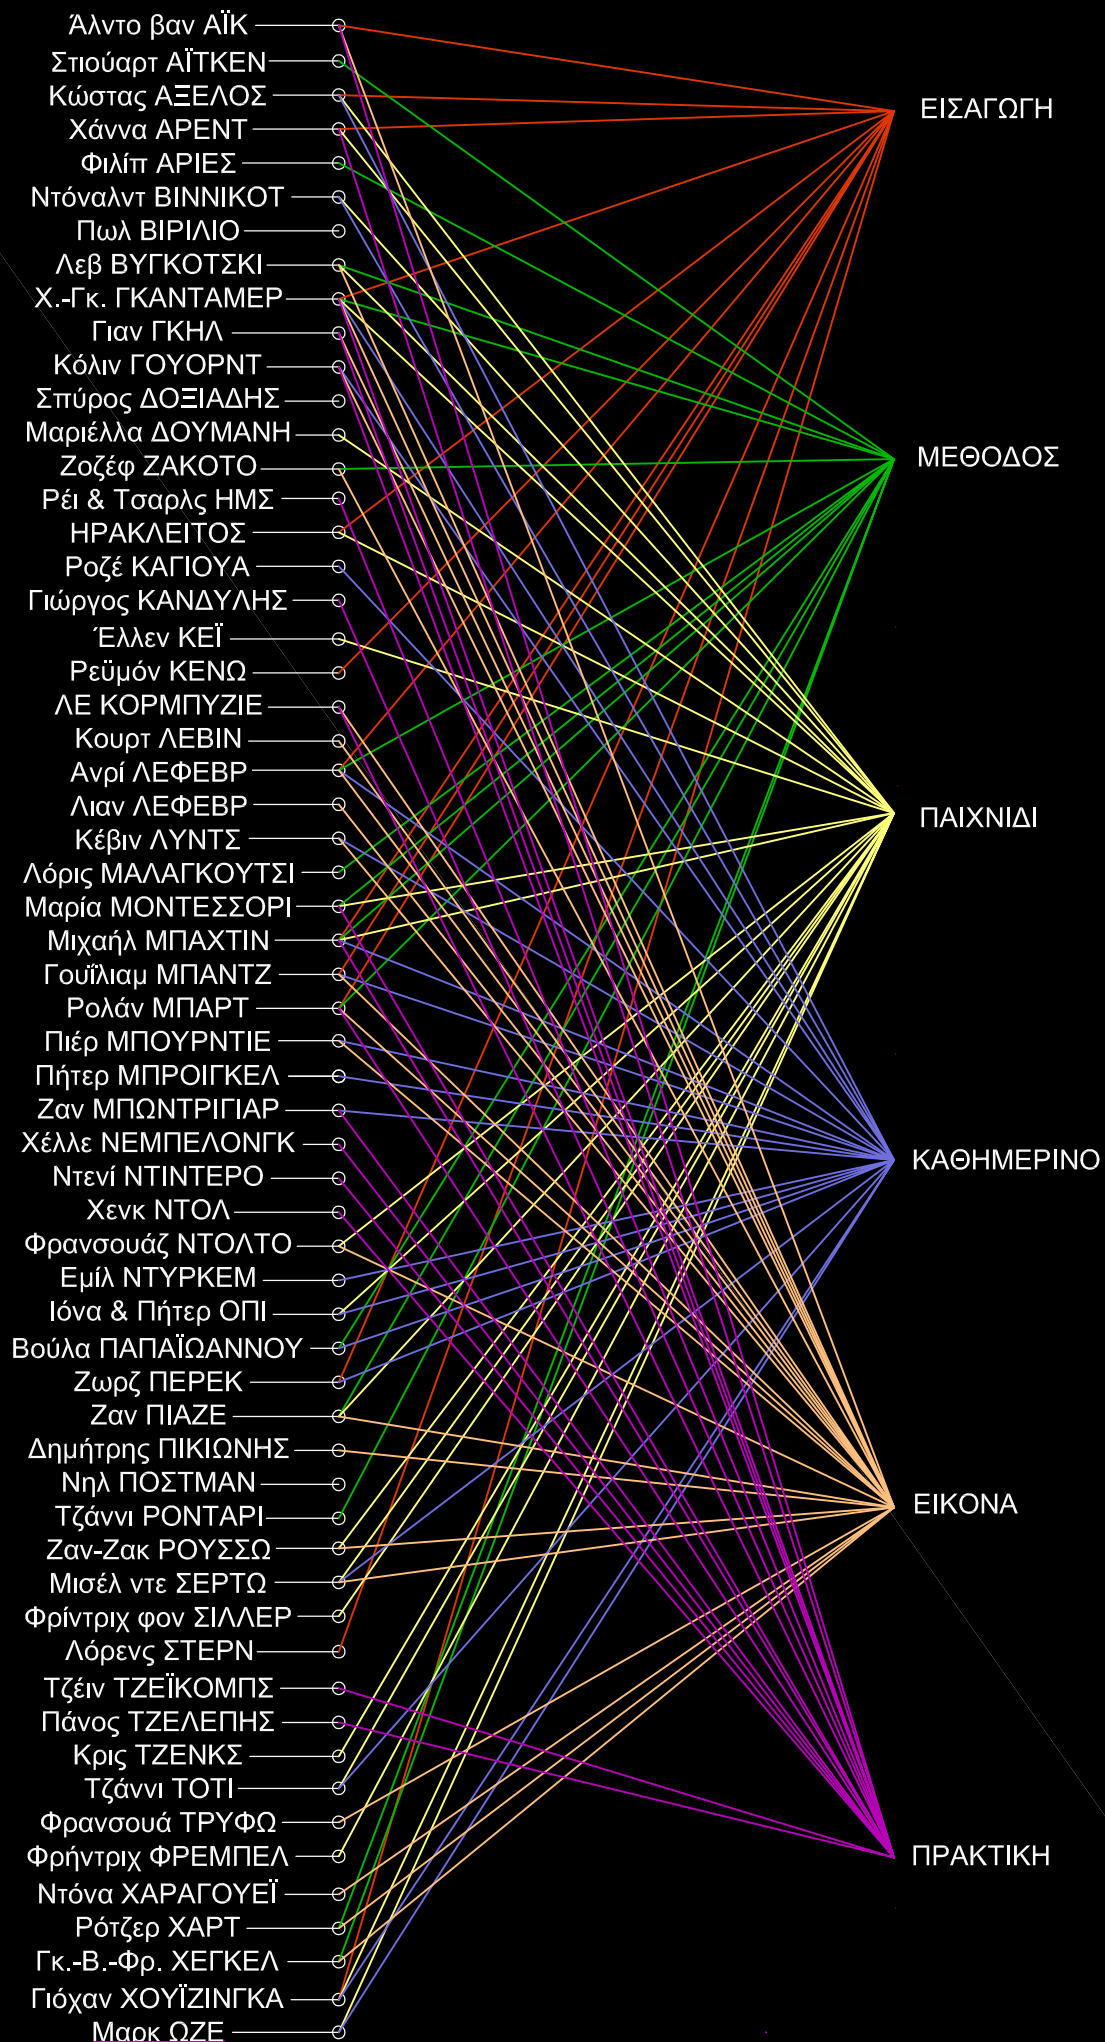 Άλντο βαν ΑΪΚ
Στιούαρτ ΑΪΤΚΕΝ
Κώστας ΑΞΕΛΟΣ
Χάννα ΑΡΕΝΤ
Φιλίπ ΑΡΙΕΣ
Ντόναλντ ΒΙΝΝΙΚΟΤ
Πωλ ΒΙΡΙΛΙΟ
Λεβ ΒΥΓΚΟΤΣΚΙ
Χ.-Γκ. ΓΚΑΝΤΑΜΕΡ
Γιαν ΓΚΗΛ
Κόλιν ΓΟΥΟΡΝΤ
Σπύρος ΔΟΞΙΑΔΗΣ
Μαριέλλα ΔΟΥΜΑΝΗ
Ζοζέφ ΖΑΚΟΤΟ
Ρέι & Τσαρλς ΗΜΣ
ΗΡΑΚΛΕΙΤΟΣ
Ροζέ ΚΑΓΙΟΥΑ
Γιώργος ΚΑΝΔΥΛΗΣ
Έλλεν ΚΕΪ
Ρεϋμόν ΚΕΝΩ
ΛΕ ΚΟΡΜΠΥΖΙΕ
Κουρτ ΛΕΒΙΝ
Ανρί ΛΕΦΕΒΡ
Λιαν ΛΕΦΕΒΡ
Κέβιν ΛΥΝΤΣ
Λόρις ΜΑΛΑΓΚΟΥΤΣΙ
Μαρία ΜΟΝΤΕΣΣΟΡΙ
Μιχαήλ ΜΠΑΧΤΙΝ
Γουΐλιαμ ΜΠΑΝΤΖ
Ρολάν ΜΠΑΡΤ
Πιέρ ΜΠΟΥΡΝΤΙΕ
Πήτερ ΜΠΡΟΙΓΚΕΛ
Ζαν ΜΠΩΝΤΡΙΓΙΑΡ
Χέλλε ΝΕΜΠΕΛΟΝΓΚ
Ντενί ΝΤΙΝΤΕΡΟ
Χενκ ΝΤΟΛ
Φρανσουάζ ΝΤΟΛΤΟ
Εμίλ ΝΤΥΡΚΕΜ
Ιόνα & Πήτερ ΟΠΙ
Βούλα ΠΑΠΑΪΩΑΝΝΟΥ
Ζωρζ ΠΕΡΕΚ
Ζαν ΠΙΑΖΕ
Δημήτρης ΠΙΚΙΩΝΗΣ
Νηλ ΠΟΣΤΜΑΝ
Τζάννι ΡΟΝΤΑΡΙ
Ζαν-Ζακ ΡΟΥΣΣΩ
Μισέλ ντε ΣΕΡΤΩ
Φρίντριχ φον ΣΙΛΛΕΡ
Λόρενς ΣΤΕΡΝ
Τζέιν ΤΖΕΪΚΟΜΠΣ
Πάνος ΤΖΕΛΕΠΗΣ
Κρις ΤΖΕΝΚΣ
Τζάννι ΤΟΤΙ
Φρανσουά ΤΡΥΦΩ
Φρήντριχ ΦΡΕΜΠΕΛ
Ντόνα ΧΑΡΑΓΟΥΕΪ
Ρότζερ ΧΑΡΤ
Γκ.-Β.-Φρ. ΧΕΓΚΕΛ
Γιόχαν ΧΟΥΪΖΙΝΓΚΑ
Μαρκ ΩΖΕ
ΕΙΣΑΓΩΓΗ
ΜΕΘΟΔΟΣ
ΠΑΙΧΝΙΔΙ
ΚΑΘΗΜΕΡΙΝΟ
ΕΙΚΟΝΑ
ΠΡΑΚΤΙΚΗ